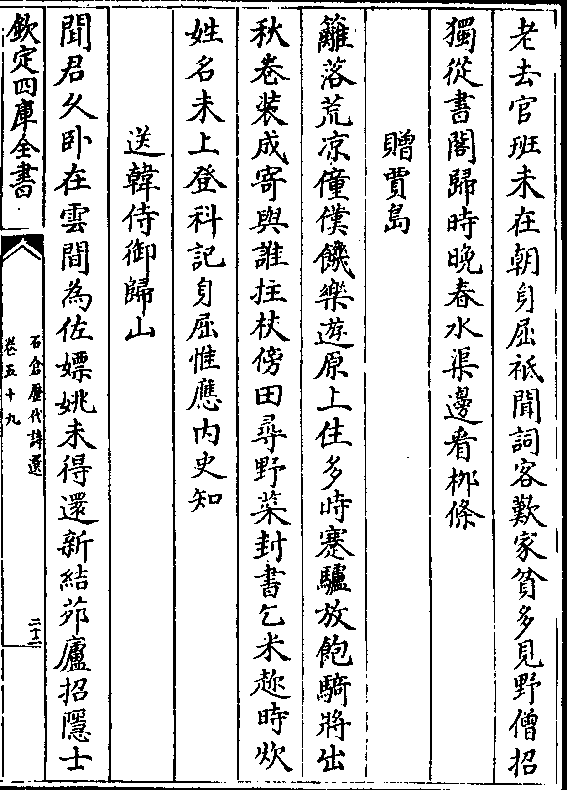 老去官班未在朝身屈祗聞詞客歎家貧多見野僧招
獨從書閣歸時晚春水渠邊看柳條
贈賈島
籬落荒凉僮僕饑樂遊原上住多時蹇驢放飽騎將出
秋卷装成寄與誰拄杖傍田尋野菜封書乞米趂時炊
姓名未上登科記身屈惟應内史知
送韓侍御歸山
聞君久卧在雲間為佐嫖姚未得還新結茆廬招隱士
欽定四庫全書
石倉歷代詩選
卷五十九
二十二